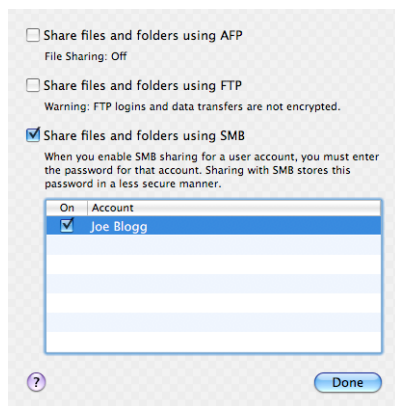 Share files and folders using AFP
File Sharing: Off
Share files and folders using FTP
Warning: FTP logins and data transfers are not encrypted.
Share files and folders using SMB
When you enable SMB sharing for a user account, you must enter
the password for that account. Sharing with SMB stores this
password in a less secure manner.
On Account
Joe Blogg
? Done